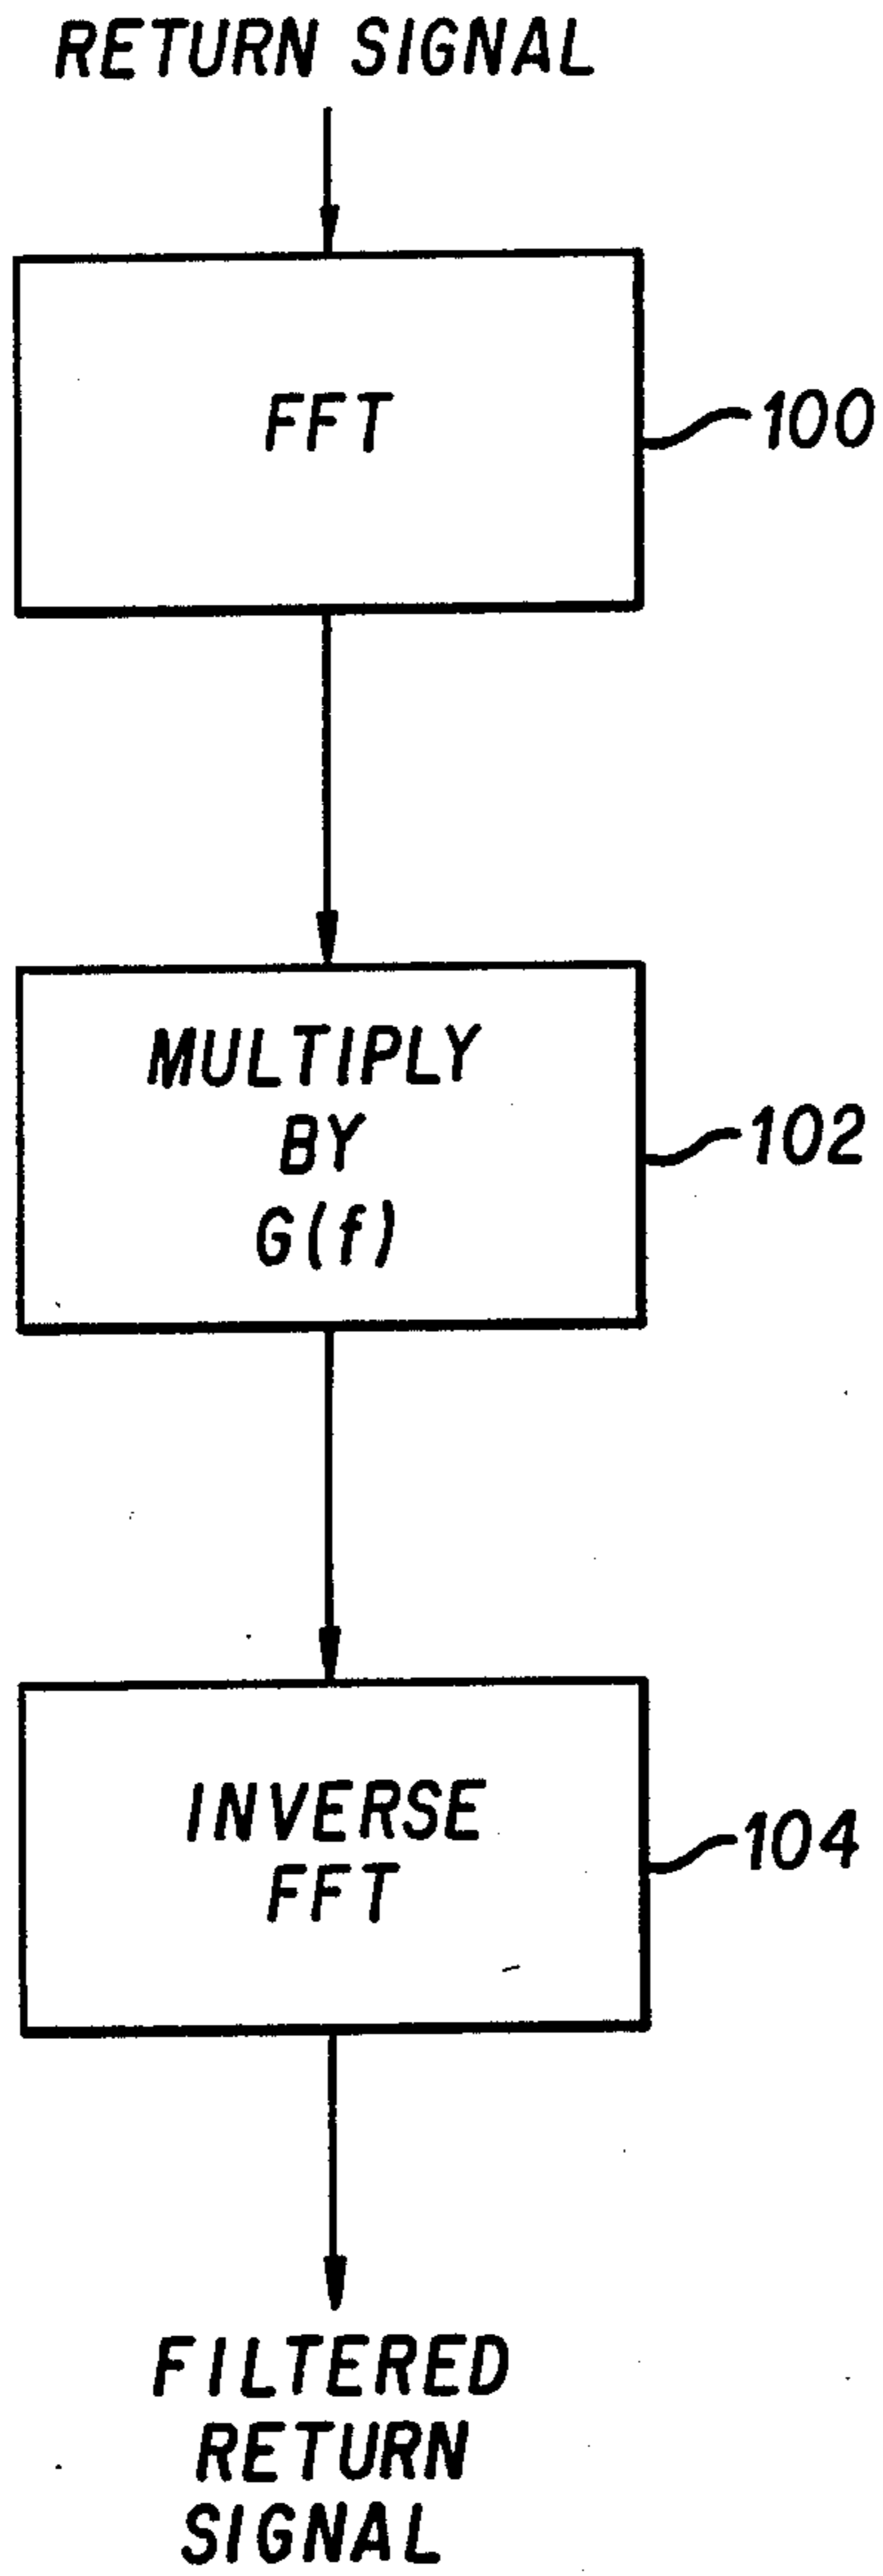 RETURN SIGNAL
FFT
100
MULTIPLY
BY
G(f)
102
INVERSE
FFT
104
FILTERED
RETURN
SIGNAL